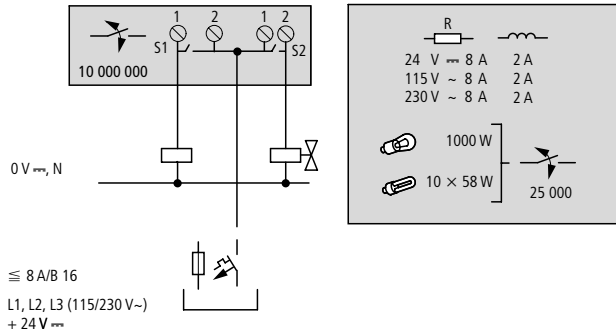 1 2 1 2
S1 S2
10 000 000
0 V ⎓, N
≦ 8 A/B 16
L1, L2, L3 (115/230 V~)
+ 24 V ⎓
R
24 V ⎓ 8 A 2 A
115 V ~ 8 A 2 A
230 V ~ 8 A 2 A
1000 W
10 × 58 W
25 000